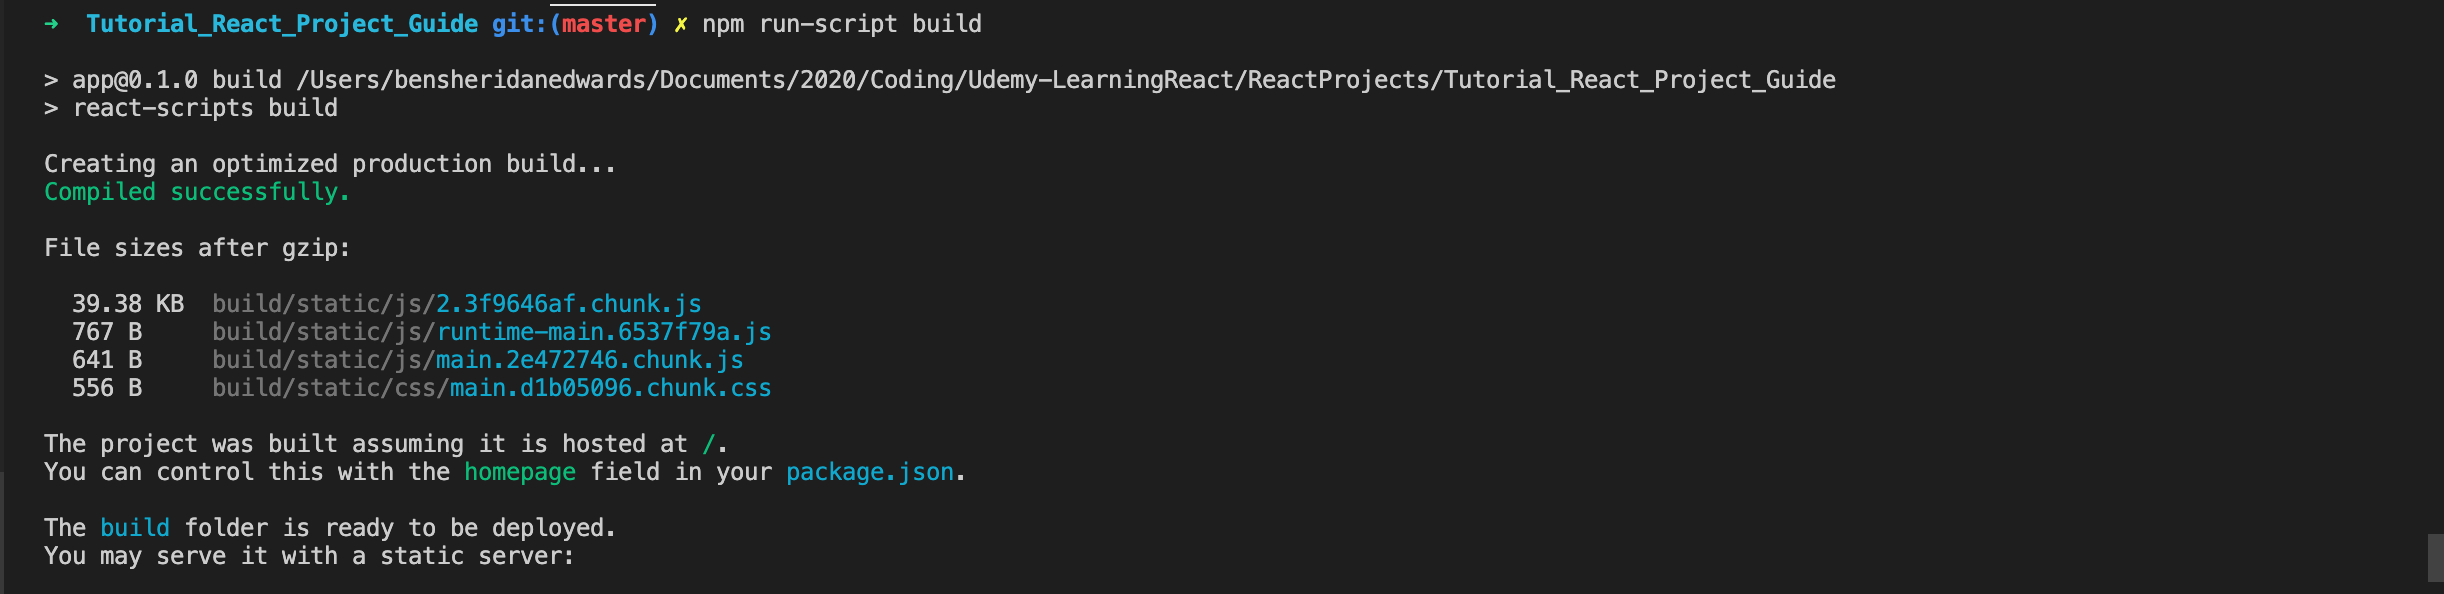 ➜  Tutorial_React_Project_Guide git:(master) ✗ npm run-script build
> app@0.1.0 build /Users/bensheridanedwards/Documents/2020/Coding/Udemy-LearningReact/ReactProjects/Tutorial_React_Project_Guide
> react-scripts build
Creating an optimized production build...
Compiled successfully.
File sizes after gzip:
39.38 KB  build/static/js/2.3f9646af.chunk.js
767 B     build/static/js/runtime-main.6537f79a.js
641 B     build/static/js/main.2e472746.chunk.js
556 B     build/static/css/main.d1b05096.chunk.css
The project was built assuming it is hosted at /.
You can control this with the homepage field in your package.json.
The build folder is ready to be deployed.
You may serve it with a static server: